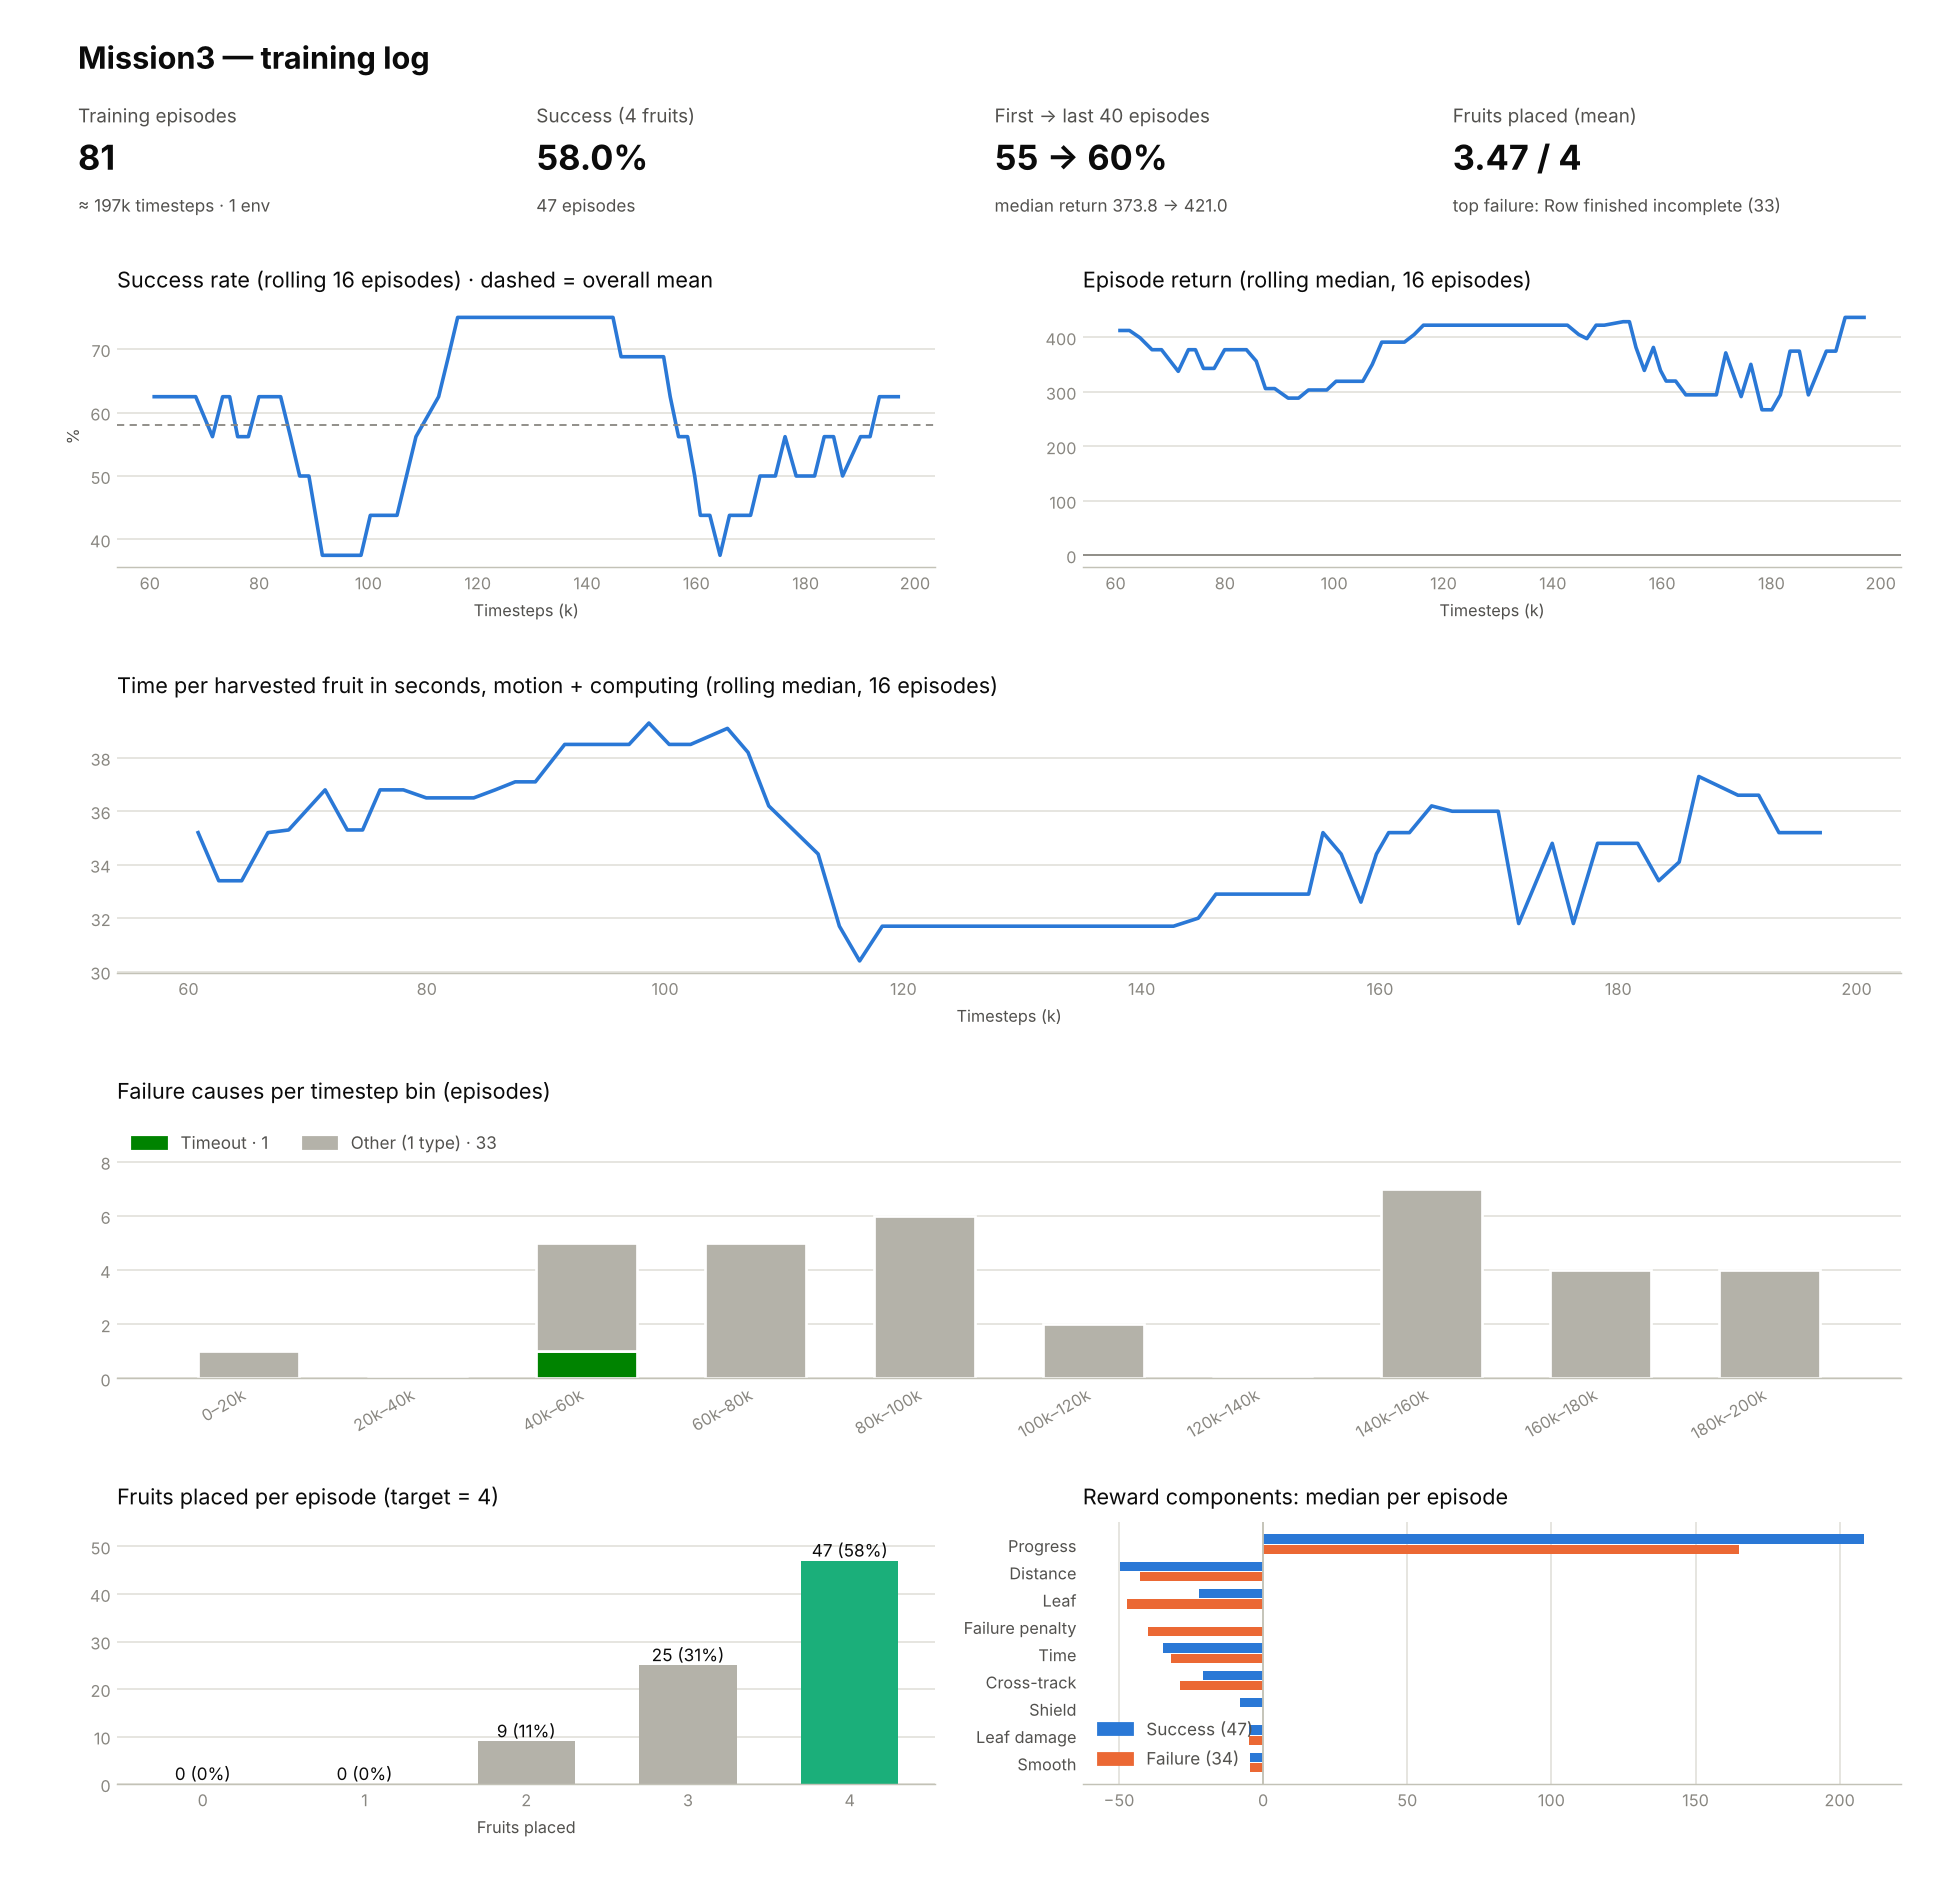 Mission3 — training log
Training episodes
81
≈ 197k timesteps · 1 env
Success (4 fruits)
58.0%
47 episodes
First → last 40 episodes
55 → 60%
median return 373.8 → 421.0
Fruits placed (mean)
3.47 / 4
top failure: Row finished incomplete (33)
Success rate (rolling 16 episodes) · dashed = overall mean
%
70
60
50
40
60 80 100 120 140 160 180 200
Timesteps (k)
Episode return (rolling median, 16 episodes)
400
300
200
100
0
60 80 100 120 140 160 180 200
Timesteps (k)
Time per harvested fruit in seconds, motion + computing (rolling median, 16 episodes)
38
36
34
32
30
60 80 100 120 140 160 180 200
Timesteps (k)
Failure causes per timestep bin (episodes)
Timeout · 1 Other (1 type) · 33
8
6
4
2
0
0–20k 20k–40k 40k–60k 60k–80k 80k–100k 100k–120k 120k–140k 140k–160k 160k–180k 180k–200k
Fruits placed per episode (target = 4)
50
40
30
20
10
0
0 (0%) 0 (0%) 9 (11%) 25 (31%) 47 (58%)
0 1 2 3 4
Fruits placed
Reward components: median per episode
Progress
Distance
Leaf
Failure penalty
Time
Cross-track
Shield
Leaf damage
Smooth
Success (47)
Failure (34)
−50 0 50 100 150 200